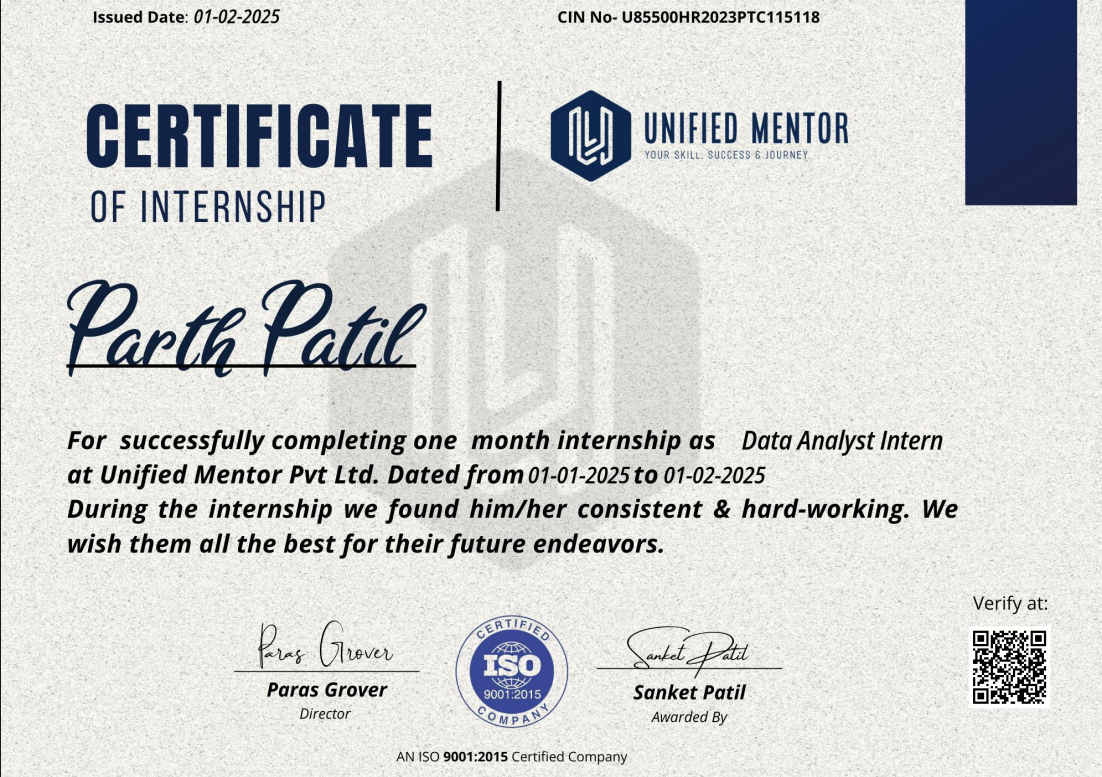 Issued Date: 01-02-2025
CIN No- U85500HR2023PTC115118
CERTIFICATE
OF INTERNSHIP
UNIFIED MENTOR
YOUR SKILL, SUCCESS & JOURNEY
Parth Patil
For successfully completing one month internship as Data Analyst Intern
at Unified Mentor Pvt Ltd. Dated from 01-01-2025 to 01-02-2025
During the internship we found him/her consistent & hard-working. We
wish them all the best for their future endeavors.
Verify at:
Paras Grover
Paras Grover
Director
CERTIFIED
ISO
9001:2015
COMPANY
Sanket Patil
Sanket Patil
Awarded By
AN ISO 9001:2015 Certified Company